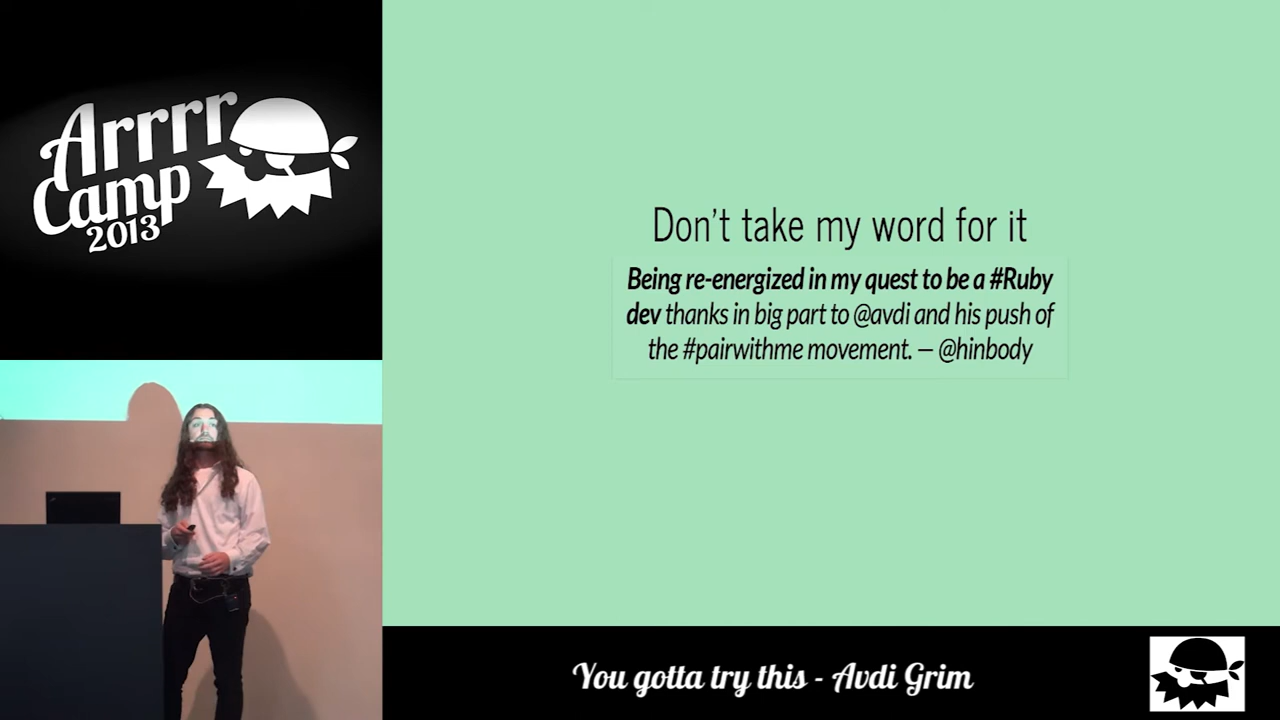 Arrrr
Camp
2013
Don't take my word for it
Being re-energized in my quest to be a #Ruby
dev thanks in big part to @avdi and his push of
the #pairwithme movement. — @hinbody
You gotta try this - Avdi Grim